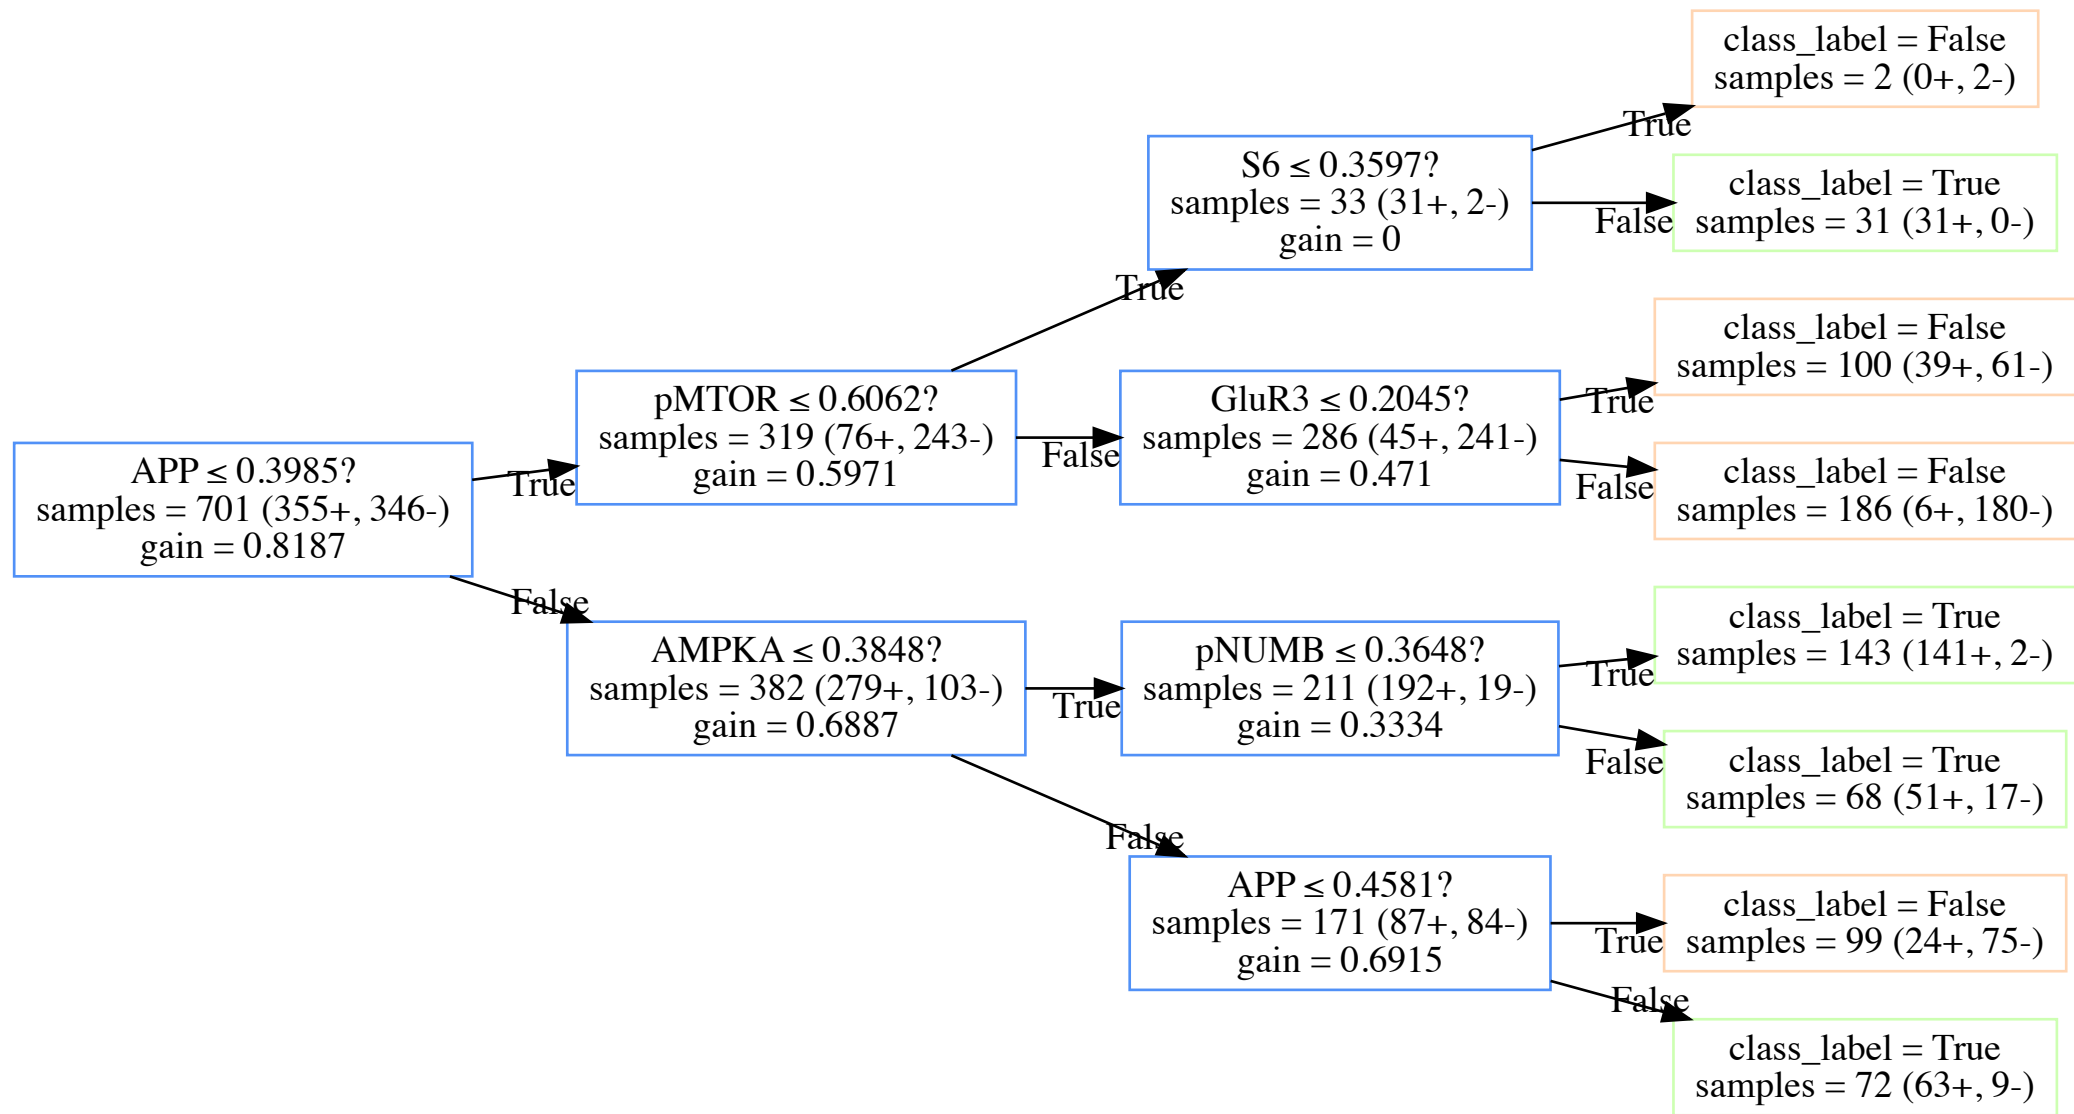 class_label = False
samples = 2 (0+, 2-)
True
S6 ≤ 0.3597?
samples = 33 (31+, 2-)
gain = 0
class_label = True
samples = 31 (31+, 0-)
False
True
class_label = False
samples = 100 (39+, 61-)
True
pMTOR ≤ 0.6062?
samples = 319 (76+, 243-)
gain = 0.5971
False
GluR3 ≤ 0.2045?
samples = 286 (45+, 241-)
gain = 0.471
class_label = False
samples = 186 (6+, 180-)
False
APP ≤ 0.3985?
samples = 701 (355+, 346-)
gain = 0.8187
True
False
AMPKA ≤ 0.3848?
samples = 382 (279+, 103-)
gain = 0.6887
True
pNUMB ≤ 0.3648?
samples = 211 (192+, 19-)
gain = 0.3334
class_label = True
samples = 143 (141+, 2-)
True
class_label = True
samples = 68 (51+, 17-)
False
False
APP ≤ 0.4581?
samples = 171 (87+, 84-)
gain = 0.6915
class_label = False
samples = 99 (24+, 75-)
True
False
class_label = True
samples = 72 (63+, 9-)